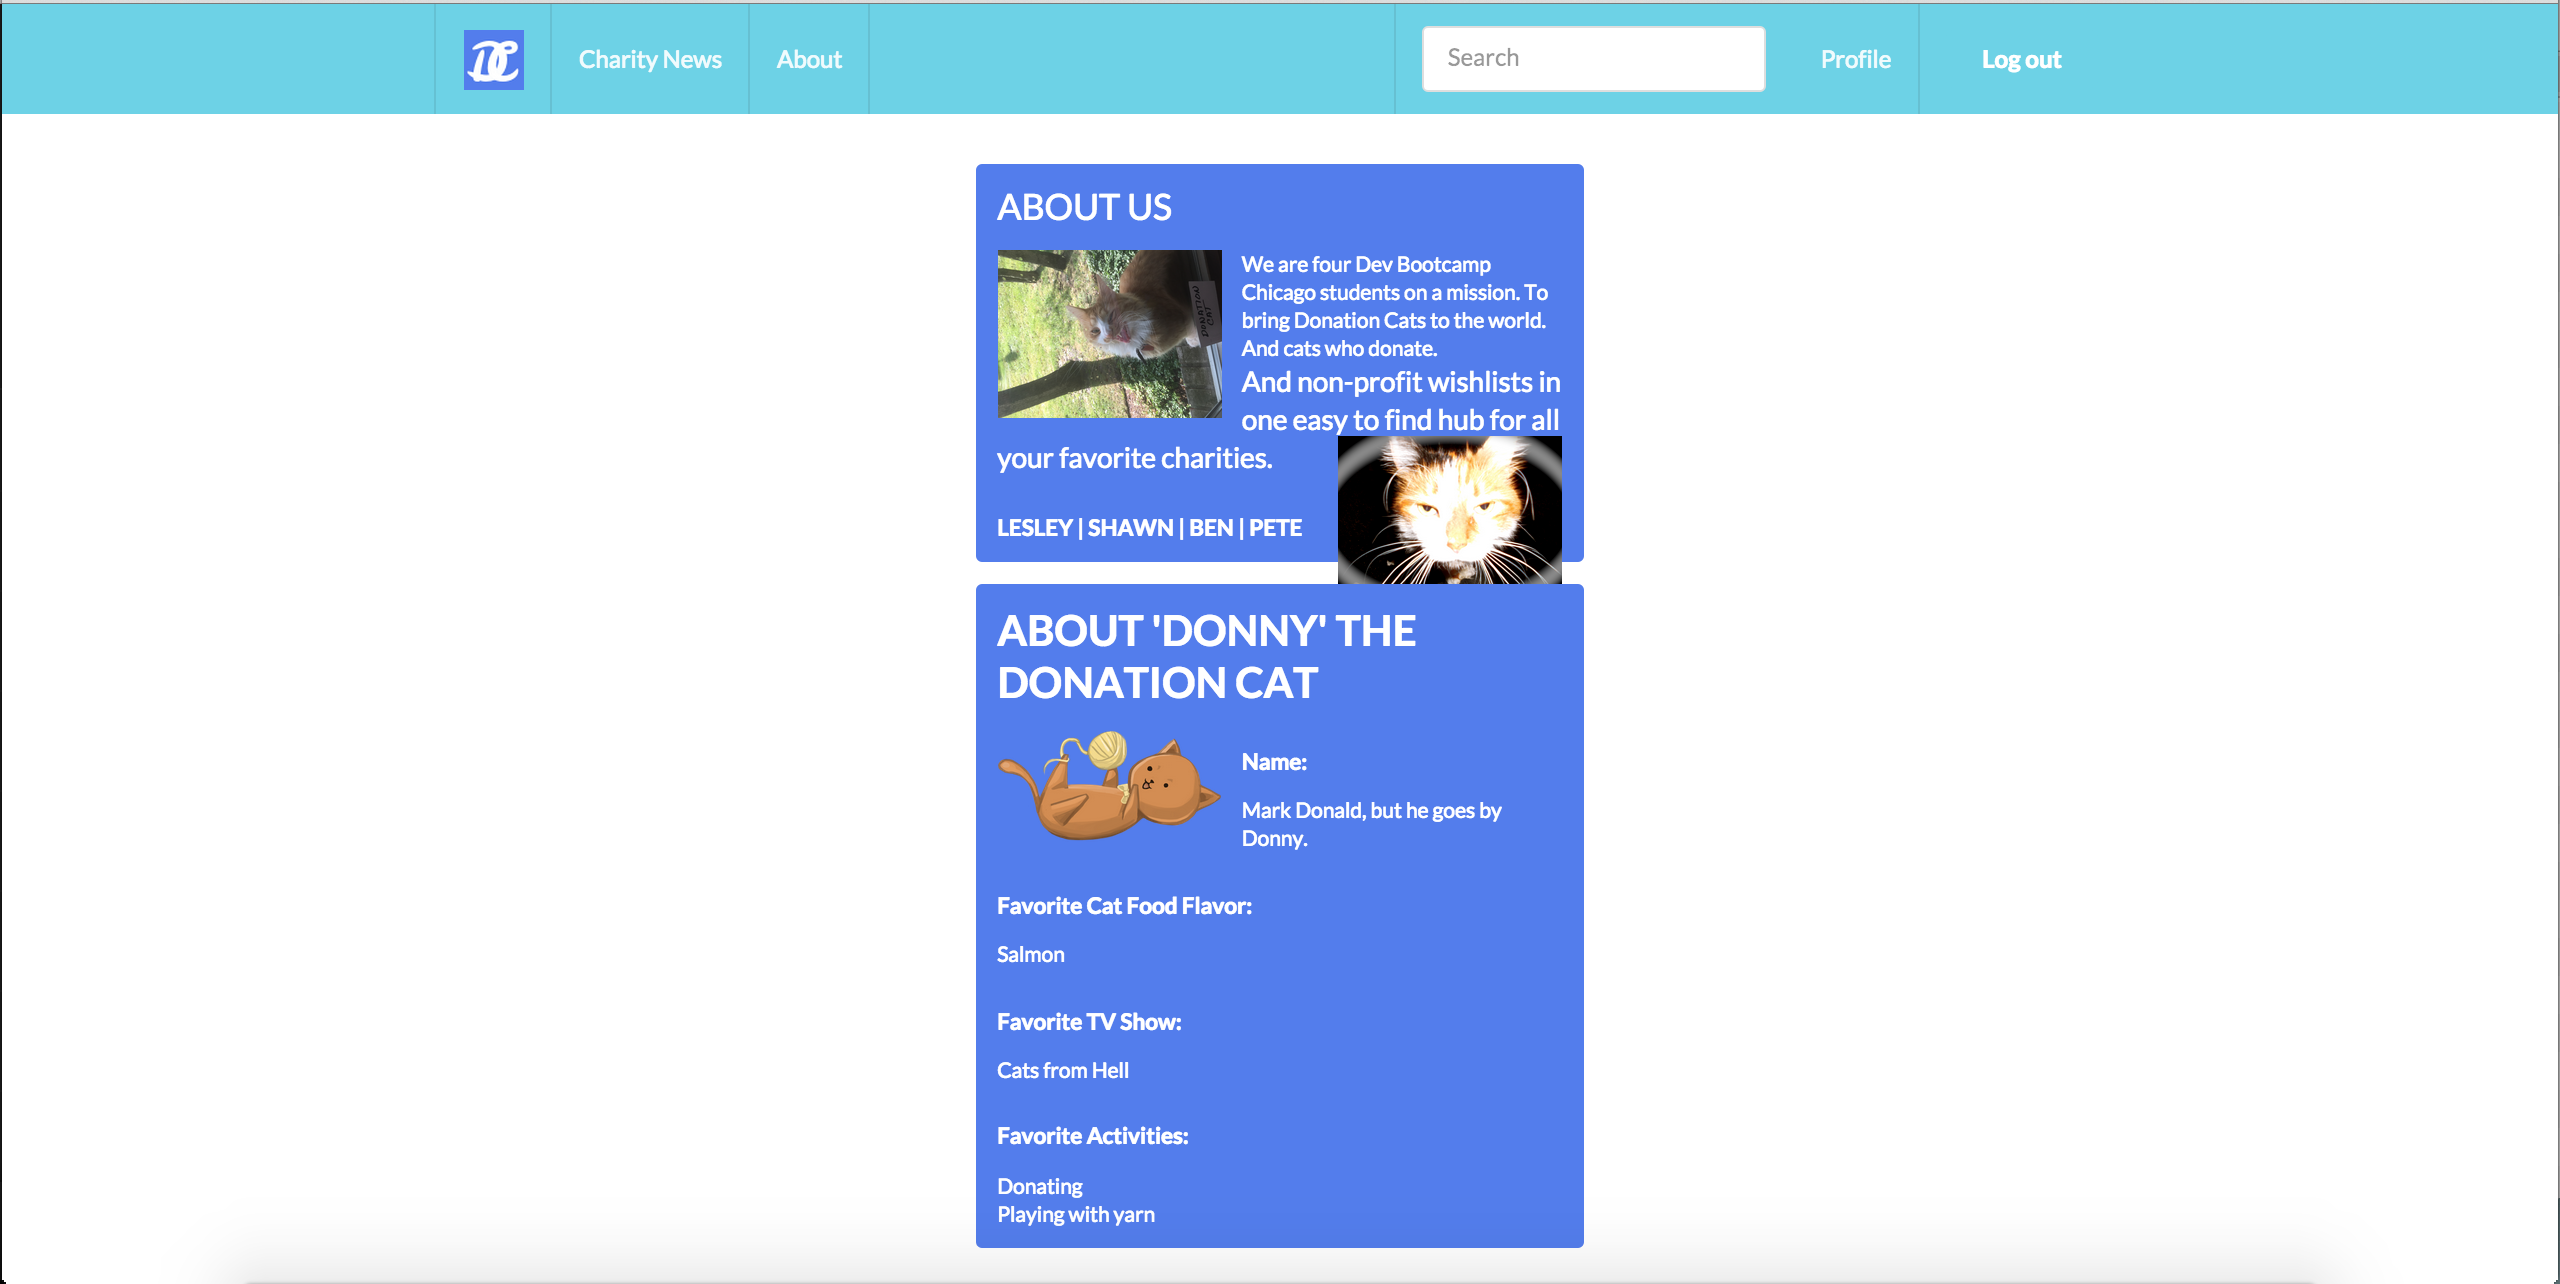 DC
Charity News
About
Search
Profile
Log out
ABOUT US
DONATION
CAT
We are four Dev Bootcamp
Chicago students on a mission. To
bring Donation Cats to the world.
And cats who donate.
And non-profit wishlists in
one easy to find hub for all
your favorite charities.
LESLEY | SHAWN | BEN | PETE
ABOUT 'DONNY' THE
DONATION CAT
Name:
Mark Donald, but he goes by
Donny.
Favorite Cat Food Flavor:
Salmon
Favorite TV Show:
Cats from Hell
Favorite Activities:
Donating
Playing with yarn